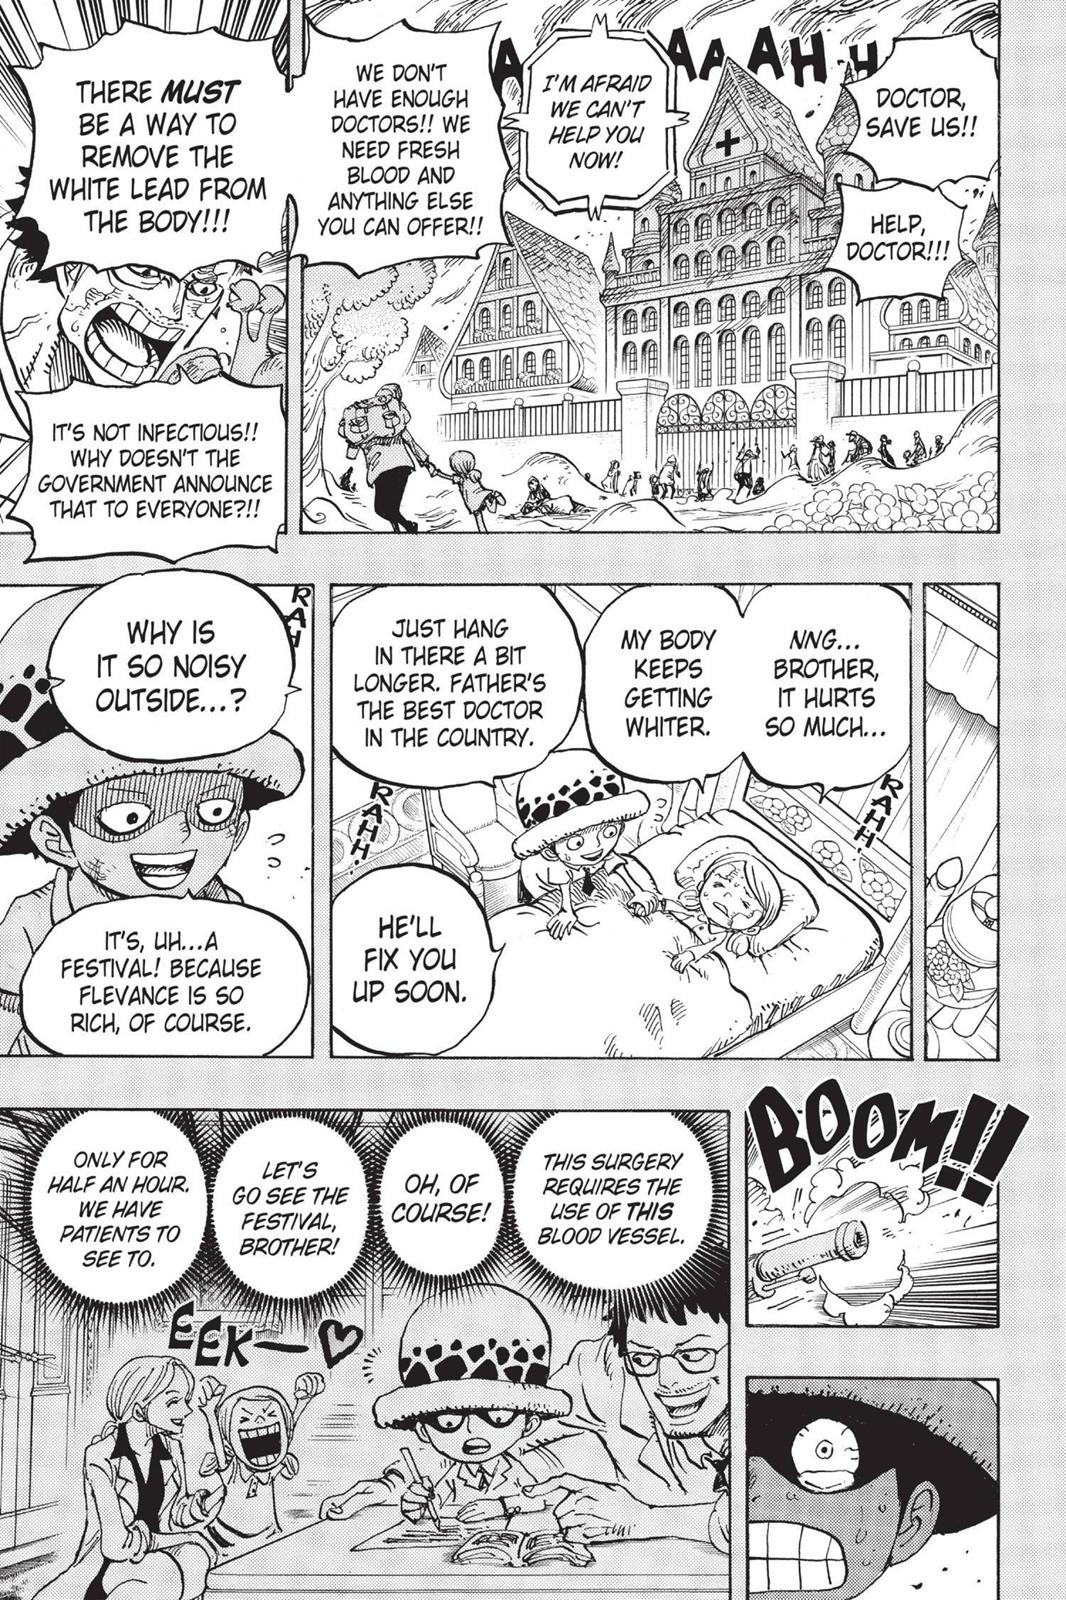 AAAAHHH
DOCTOR,
SAVE US!!
HELP,
DOCTOR!!!
I'M AFRAID
WE CAN'T
HELP YOU
NOW!
WE DON'T
HAVE ENOUGH
DOCTORS!! WE
NEED FRESH
BLOOD AND
ANYTHING ELSE
YOU CAN OFFER!!
THERE MUST
BE A WAY TO
REMOVE THE
WHITE LEAD FROM
THE BODY!!!
IT'S NOT INFECTIOUS!!
WHY DOESN'T THE
GOVERNMENT ANNOUNCE
THAT TO EVERYONE?!!
NNG...
BROTHER,
IT HURTS
SO MUCH...
MY BODY
KEEPS
GETTING
WHITER.
RAHH.
JUST HANG
IN THERE A BIT
LONGER. FATHER'S
THE BEST DOCTOR
IN THE COUNTRY.
RAHH!
HE'LL
FIX YOU
UP SOON.
RAHH
WHY IS
IT SO NOISY
OUTSIDE...?
IT'S, UH...A
FESTIVAL! BECAUSE
FLEVANCE IS SO
RICH, OF COURSE.
BOOM!!
THIS SURGERY
REQUIRES THE
USE OF THIS
BLOOD VESSEL.
OH, OF
COURSE!
LET'S
GO SEE THE
FESTIVAL,
BROTHER!
ONLY FOR
HALF AN HOUR.
WE HAVE
PATIENTS TO
SEE TO.
EEK—♡